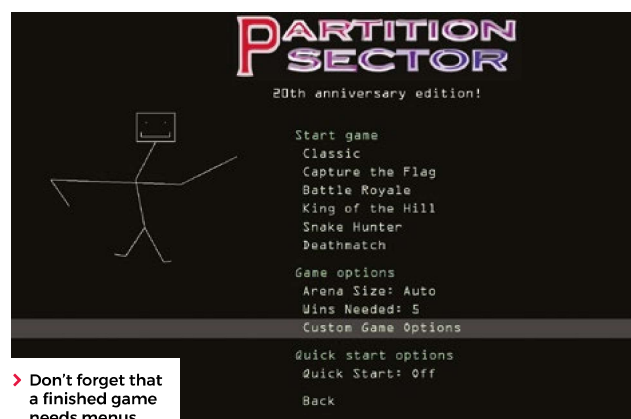 PARTITION
SECTOR
20th anniversary edition!
Start game
Classic
Capture the Flag
Battle Royale
King of the Hill
Snake Hunter
Deathmatch
Game options
Arena Size: Auto
Wins Needed: 5
Custom Game Options
Quick start options
Quick Start: Off
Back
Don't forget that
a finished game
needs menus